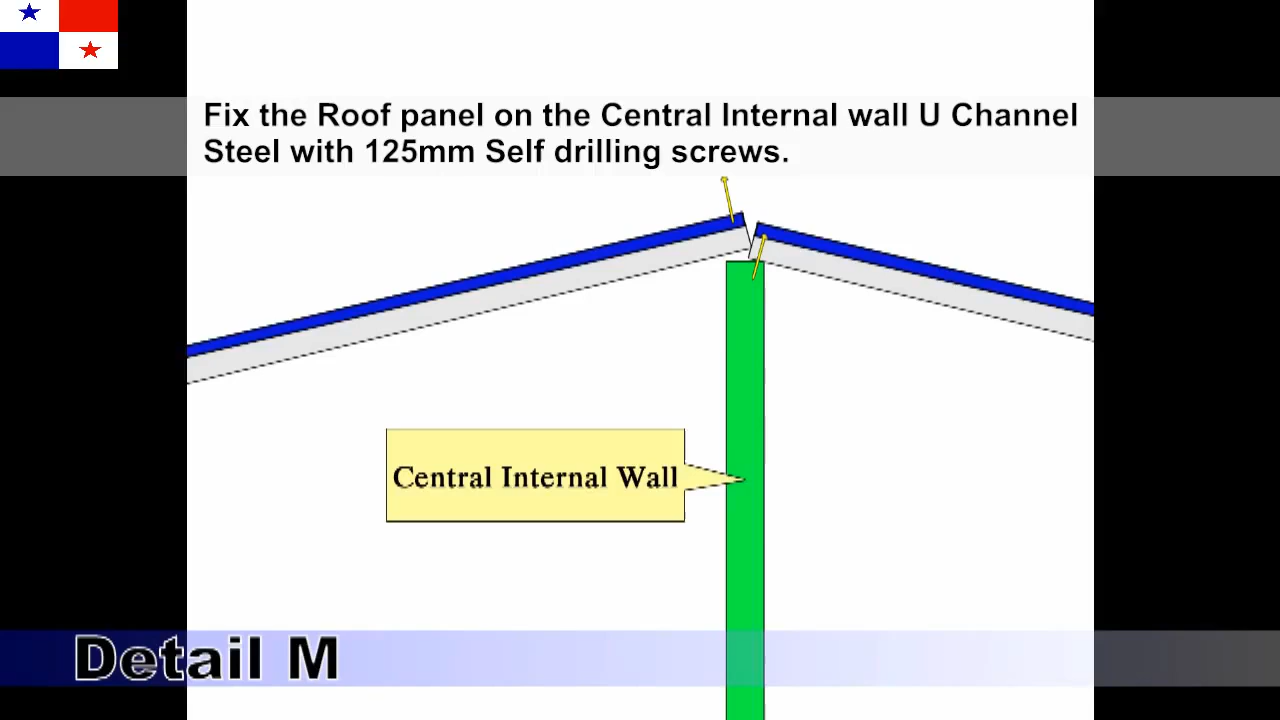 Fix the Roof panel on the Central Internal wall U Channel
Steel with 125mm Self drilling screws.
Central Internal Wall
Detail M